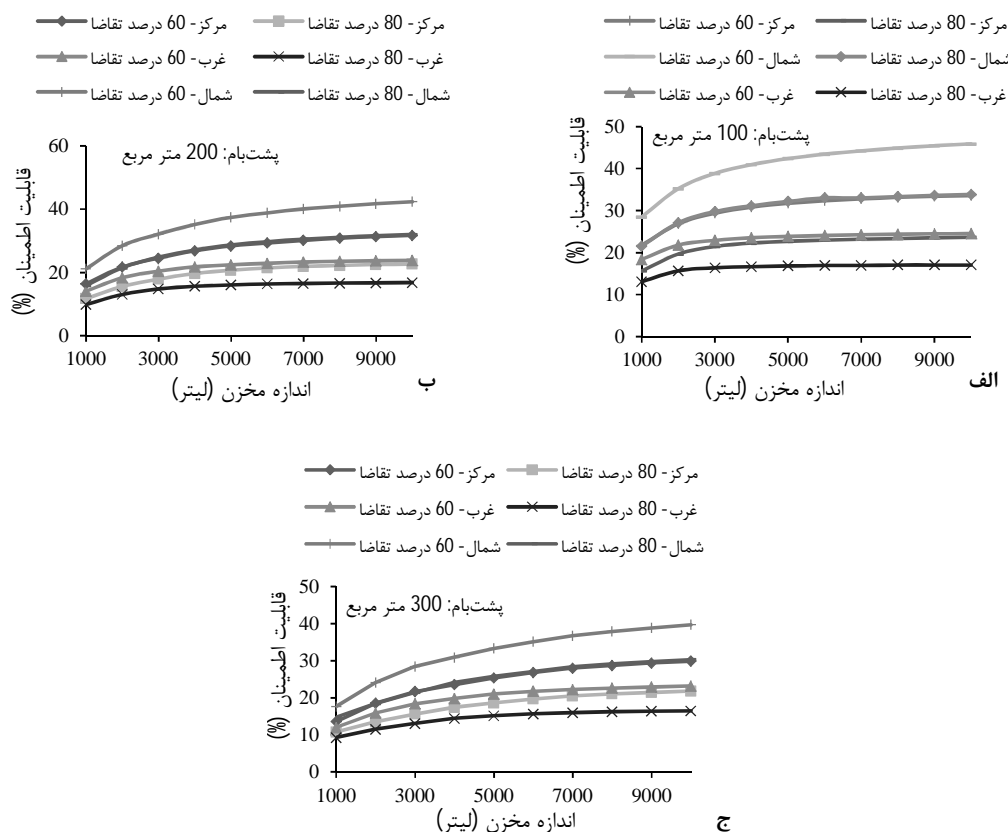 مرکز- 60 درصد تقاضا
مرکز- 80 درصد تقاضا
شمال- 60 درصد تقاضا
شمال- 80 درصد تقاضا
غرب- 60 درصد تقاضا
غرب- 80 درصد تقاضا
پشت‌بام: 100 متر مربع
قابلیت اطمینان (%)
50
40
30
20
10
0
1000 3000 5000 7000 9000
اندازه مخزن (لیتر)
الف
مرکز- 60 درصد تقاضا
مرکز- 80 درصد تقاضا
غرب- 60 درصد تقاضا
غرب- 80 درصد تقاضا
شمال- 60 درصد تقاضا
شمال- 80 درصد تقاضا
پشت‌بام: 200 متر مربع
قابلیت اطمینان (%)
60
40
20
0
1000 3000 5000 7000 9000
اندازه مخزن (لیتر)
ب
مرکز- 60 درصد تقاضا
مرکز- 80 درصد تقاضا
غرب- 60 درصد تقاضا
غرب- 80 درصد تقاضا
شمال- 60 درصد تقاضا
شمال- 80 درصد تقاضا
پشت‌بام: 300 متر مربع
قابلیت اطمینان (%)
50
40
30
20
10
0
1000 3000 5000 7000 9000
اندازه مخزن (لیتر)
ج